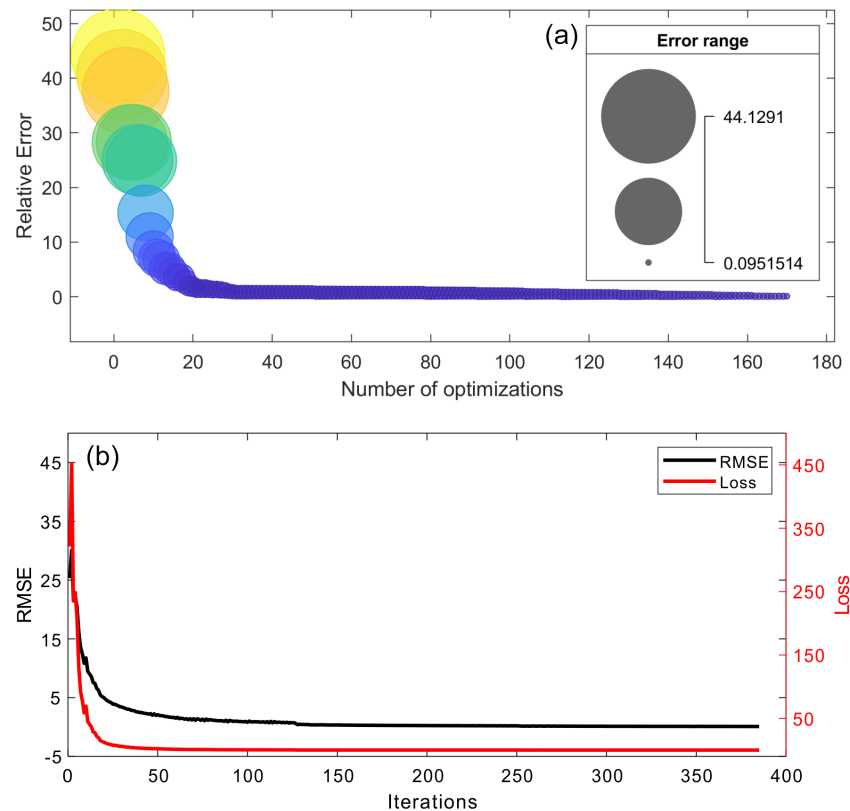 50
40
30
20
10
0
Relative Error
0 20 40 60 80 100 120 140 160 180
Number of optimizations
(a)
Error range
44.1291
0.0951514
(b)
45
35
25
15
5
-5
RMSE
0 50 100 150 200 250 300 350 400
Iterations
RMSE
Loss
450
350
250
150
50
Loss